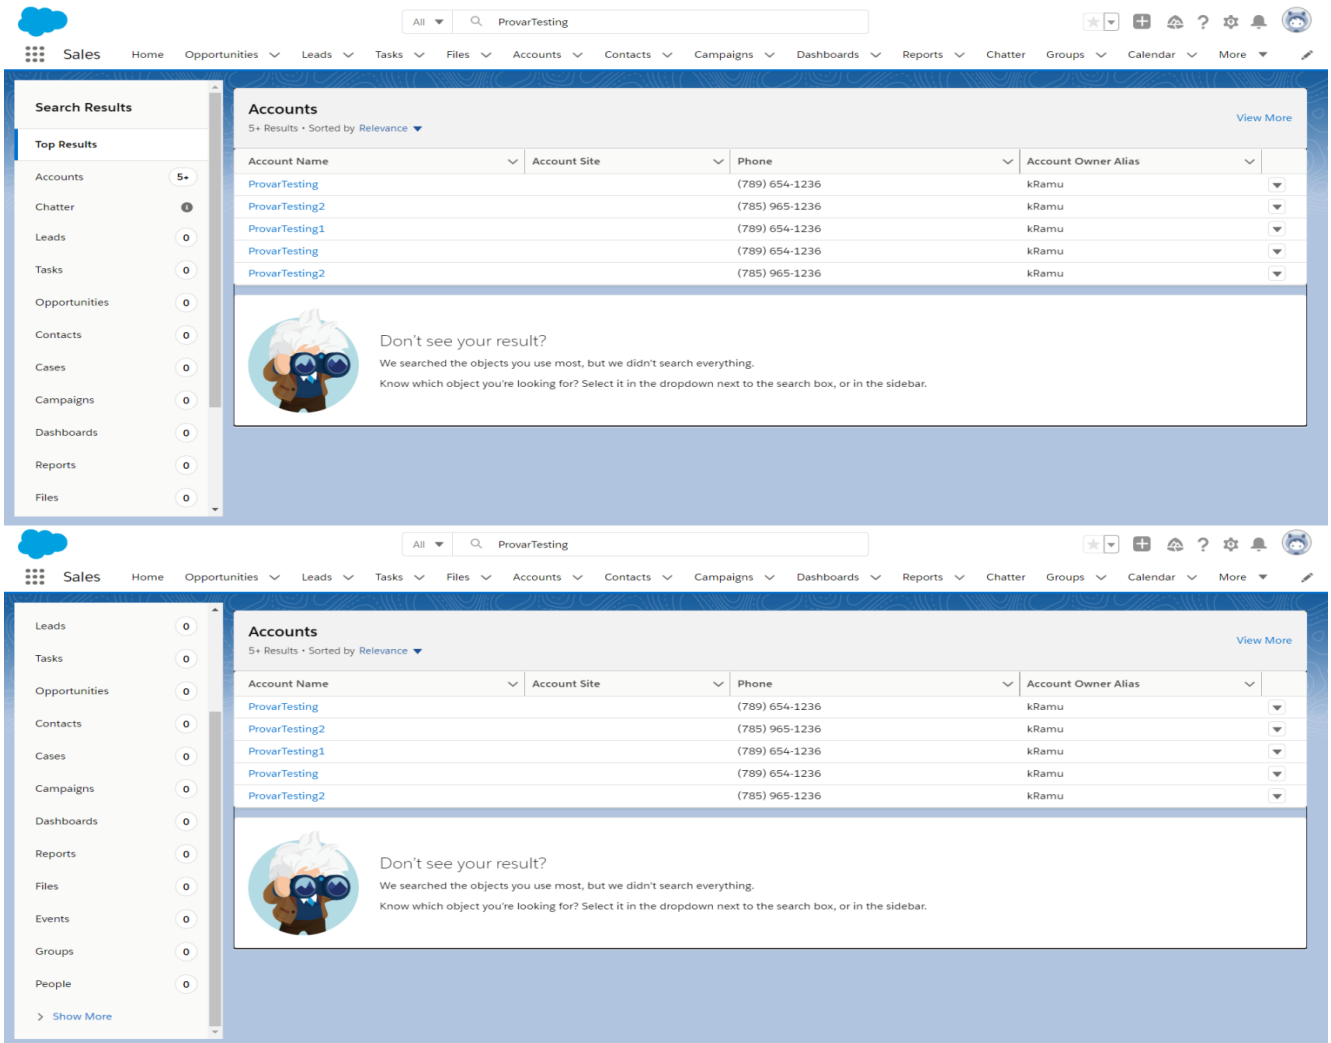 All ProvarTesting
Sales Home Opportunities Leads Tasks Files Accounts Contacts Campaigns Dashboards Reports Chatter Groups Calendar More
Search Results
Top Results
Accounts 5+
Chatter
Leads 0
Tasks 0
Opportunities 0
Contacts 0
Cases 0
Campaigns 0
Dashboards 0
Reports 0
Files 0
Accounts
5+ Results • Sorted by Relevance
View More
Account Name Account Site Phone Account Owner Alias
ProvarTesting (789) 654-1236 kRamu
ProvarTesting2 (785) 965-1236 kRamu
ProvarTesting1 (789) 654-1236 kRamu
ProvarTesting (789) 654-1236 kRamu
ProvarTesting2 (785) 965-1236 kRamu
Don't see your result?
We searched the objects you use most, but we didn't search everything.
Know which object you're looking for? Select it in the dropdown next to the search box, or in the sidebar.
All ProvarTesting
Sales Home Opportunities Leads Tasks Files Accounts Contacts Campaigns Dashboards Reports Chatter Groups Calendar More
Leads 0
Tasks 0
Opportunities 0
Contacts 0
Cases 0
Campaigns 0
Dashboards 0
Reports 0
Files 0
Events 0
Groups 0
People 0
Show More
Accounts
5+ Results • Sorted by Relevance
View More
Account Name Account Site Phone Account Owner Alias
ProvarTesting (789) 654-1236 kRamu
ProvarTesting2 (785) 965-1236 kRamu
ProvarTesting1 (789) 654-1236 kRamu
ProvarTesting (789) 654-1236 kRamu
ProvarTesting2 (785) 965-1236 kRamu
Don't see your result?
We searched the objects you use most, but we didn't search everything.
Know which object you're looking for? Select it in the dropdown next to the search box, or in the sidebar.